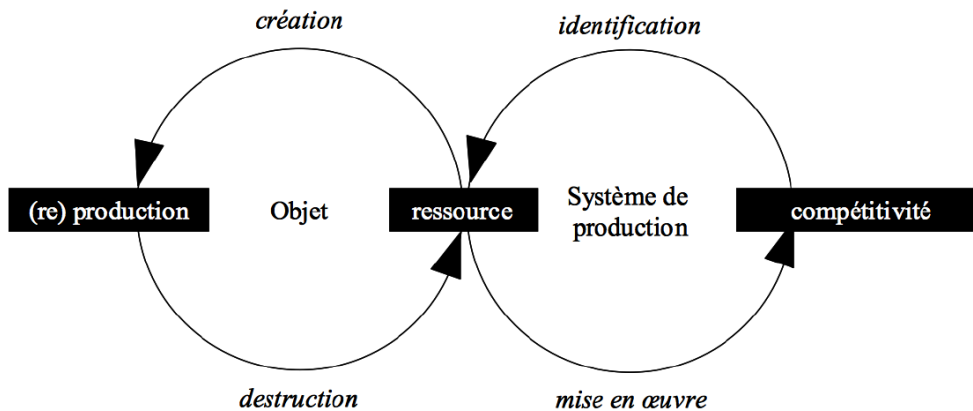 création
identification
(re) production
Objet
ressource
Système de
production
compétitivité
destruction
mise en œuvre